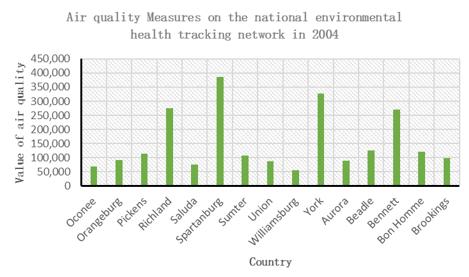 Air quality Measures on the national environmental
health tracking network in 2004
Value of air quality
450,000
400,000
350,000
300,000
250,000
200,000
150,000
100,000
50,000
0
Oconee
Orangeburg
Pickens
Richland
Saluda
Spartanburg
Sumter
Union
Williamsburg
York
Aurora
Beadle
Bennett
Bon Homme
Brookings
Country